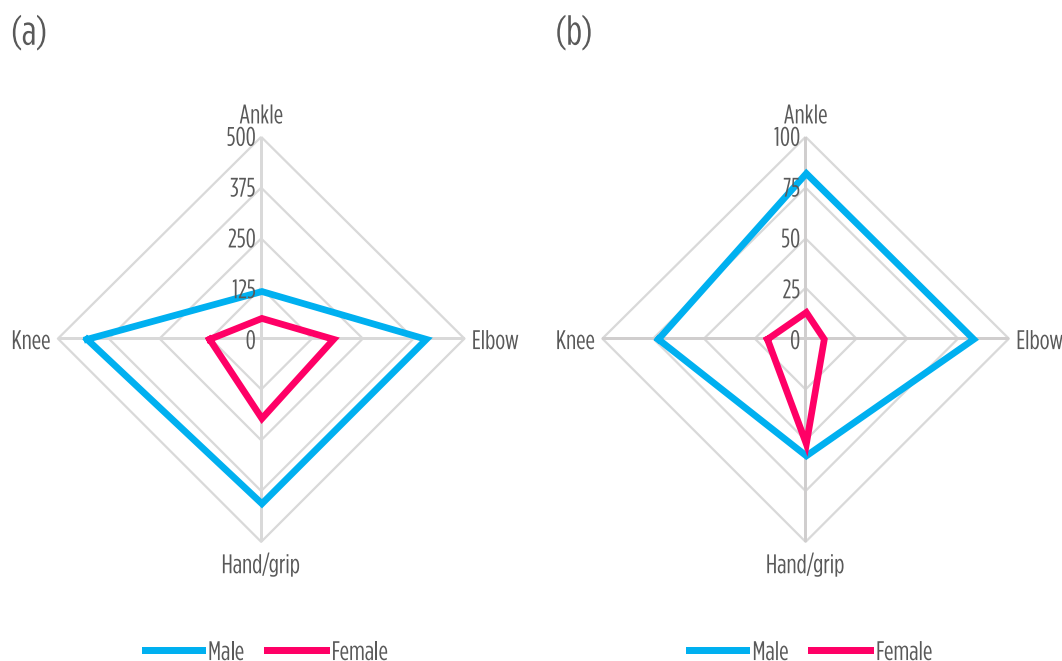 (a)
Ankle
500
375
250
125
0
Knee
Elbow
Hand/grip
Male
Female
(b)
Ankle
100
75
50
25
0
Knee
Elbow
Hand/grip
Male
Female